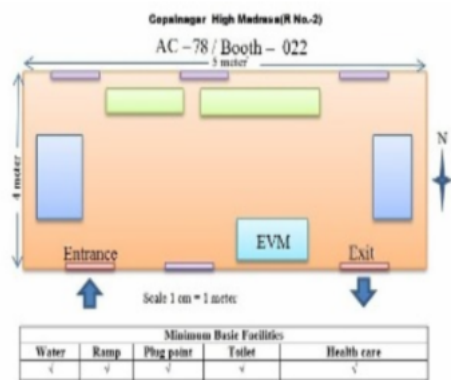 Gopalnagar High Madrasa(R No.-2)
AC -78 / Booth - 022
5 meter
4 meter
N
EVM
Entrance
Exit
Scale 1 cm = 1 meter
Minimum Basic Facilities
Water Ramp Plug point Toilet Health care
√ √ √ √ √